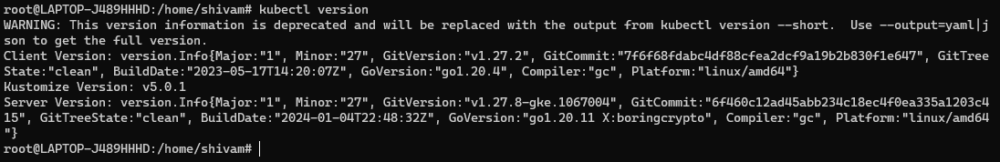 root@LAPTOP-J489HHHD:/home/shivam# kubectl version
WARNING: This version information is deprecated and will be replaced with the output from kubectl version --short.  Use --output=yaml|j
son to get the full version.
Client Version: version.Info{Major:"1", Minor:"27", GitVersion:"v1.27.2", GitCommit:"7f6f68fdabc4df88cfea2dcf9a19b2b830f1e647", GitTree
State:"clean", BuildDate:"2023-05-17T14:20:07Z", GoVersion:"go1.20.4", Compiler:"gc", Platform:"linux/amd64"}
Kustomize Version: v5.0.1
Server Version: version.Info{Major:"1", Minor:"27", GitVersion:"v1.27.8-gke.1067004", GitCommit:"6f460c12ad45abb234c18ec4f0ea335a1203c4
15", GitTreeState:"clean", BuildDate:"2024-01-04T22:48:32Z", GoVersion:"go1.20.11 X:boringcrypto", Compiler:"gc", Platform:"linux/amd64
"}
root@LAPTOP-J489HHHD:/home/shivam#